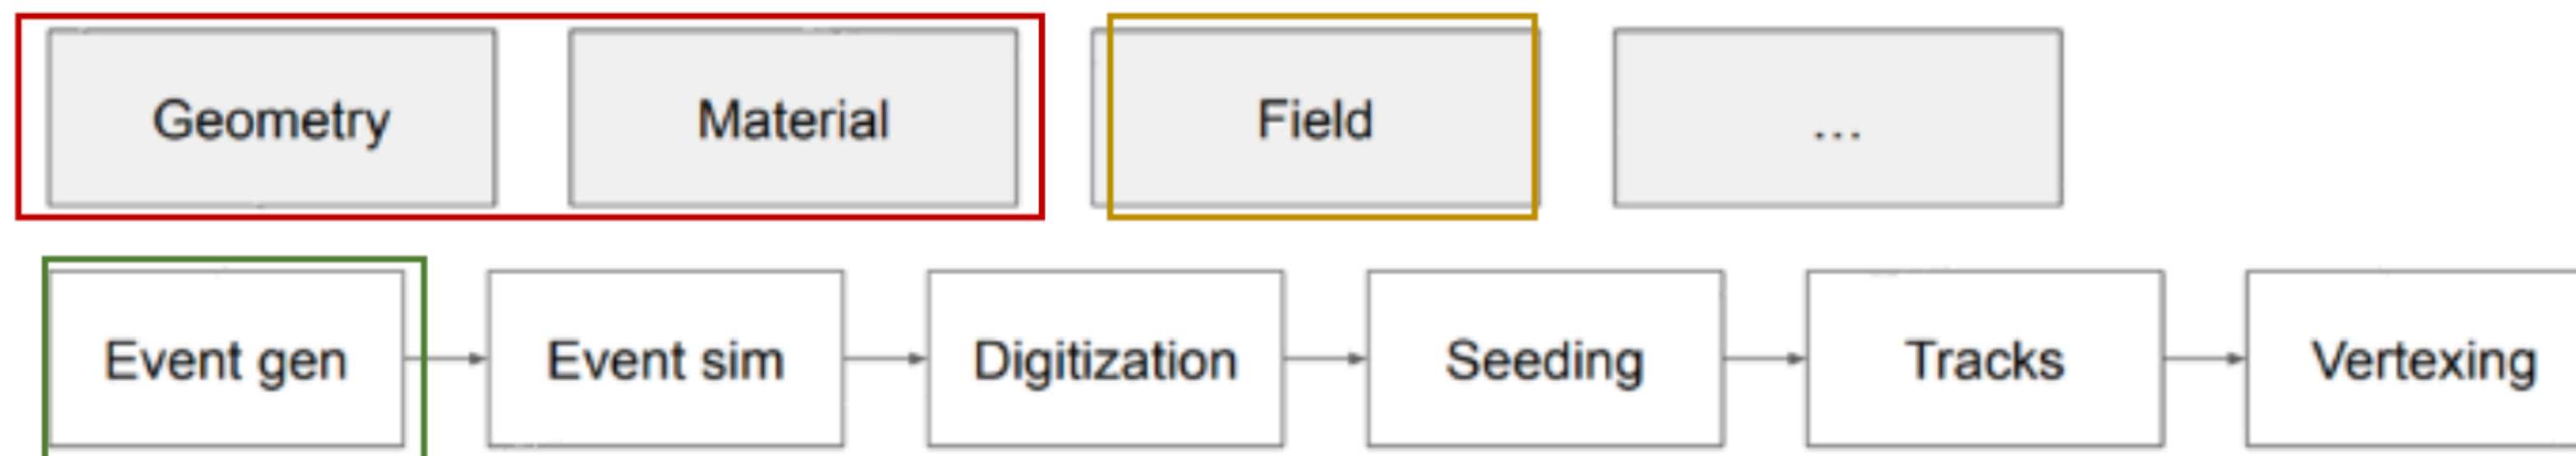 Geometry Material Field ...
Event gen Event sim Digitization Seeding Tracks Vertexing